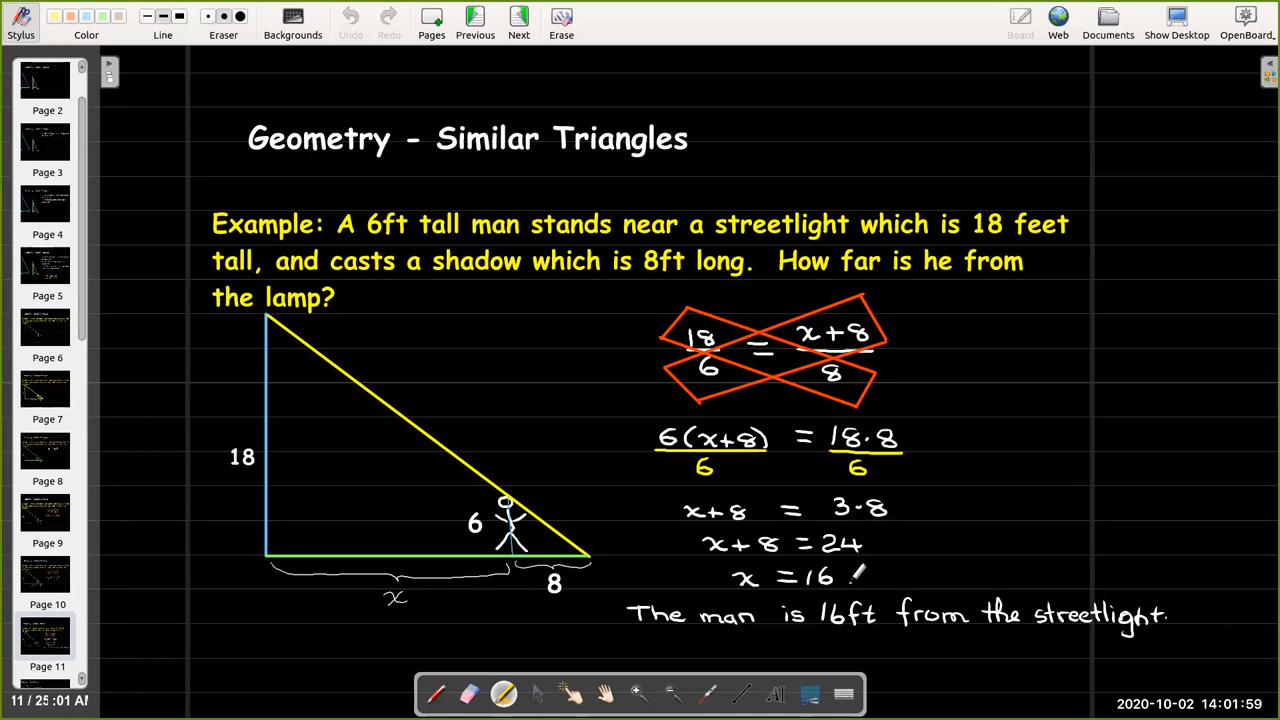 Stylus
Color
Line
Eraser
Backgrounds
Undo
Redo
Pages
Previous
Next
Erase
Board
Web
Documents
Show Desktop
OpenBoard
Page 2
Page 3
Page 4
Page 5
Page 6
Page 7
Page 8
Page 9
Page 10
Page 11
Geometry - Similar Triangles
Example: A 6ft tall man stands near a streetlight which is 18 feet
tall, and casts a shadow which is 8ft long. How far is he from
the lamp?
18
6
8
x
18/6 = x+8/8
6(x+8)/6 = 18·8/6
x+8 = 3·8
x+8 = 24
x = 16
The man is 16ft from the streetlight.
AI
11 / 25:01 AM
2020-10-02 14:01:59